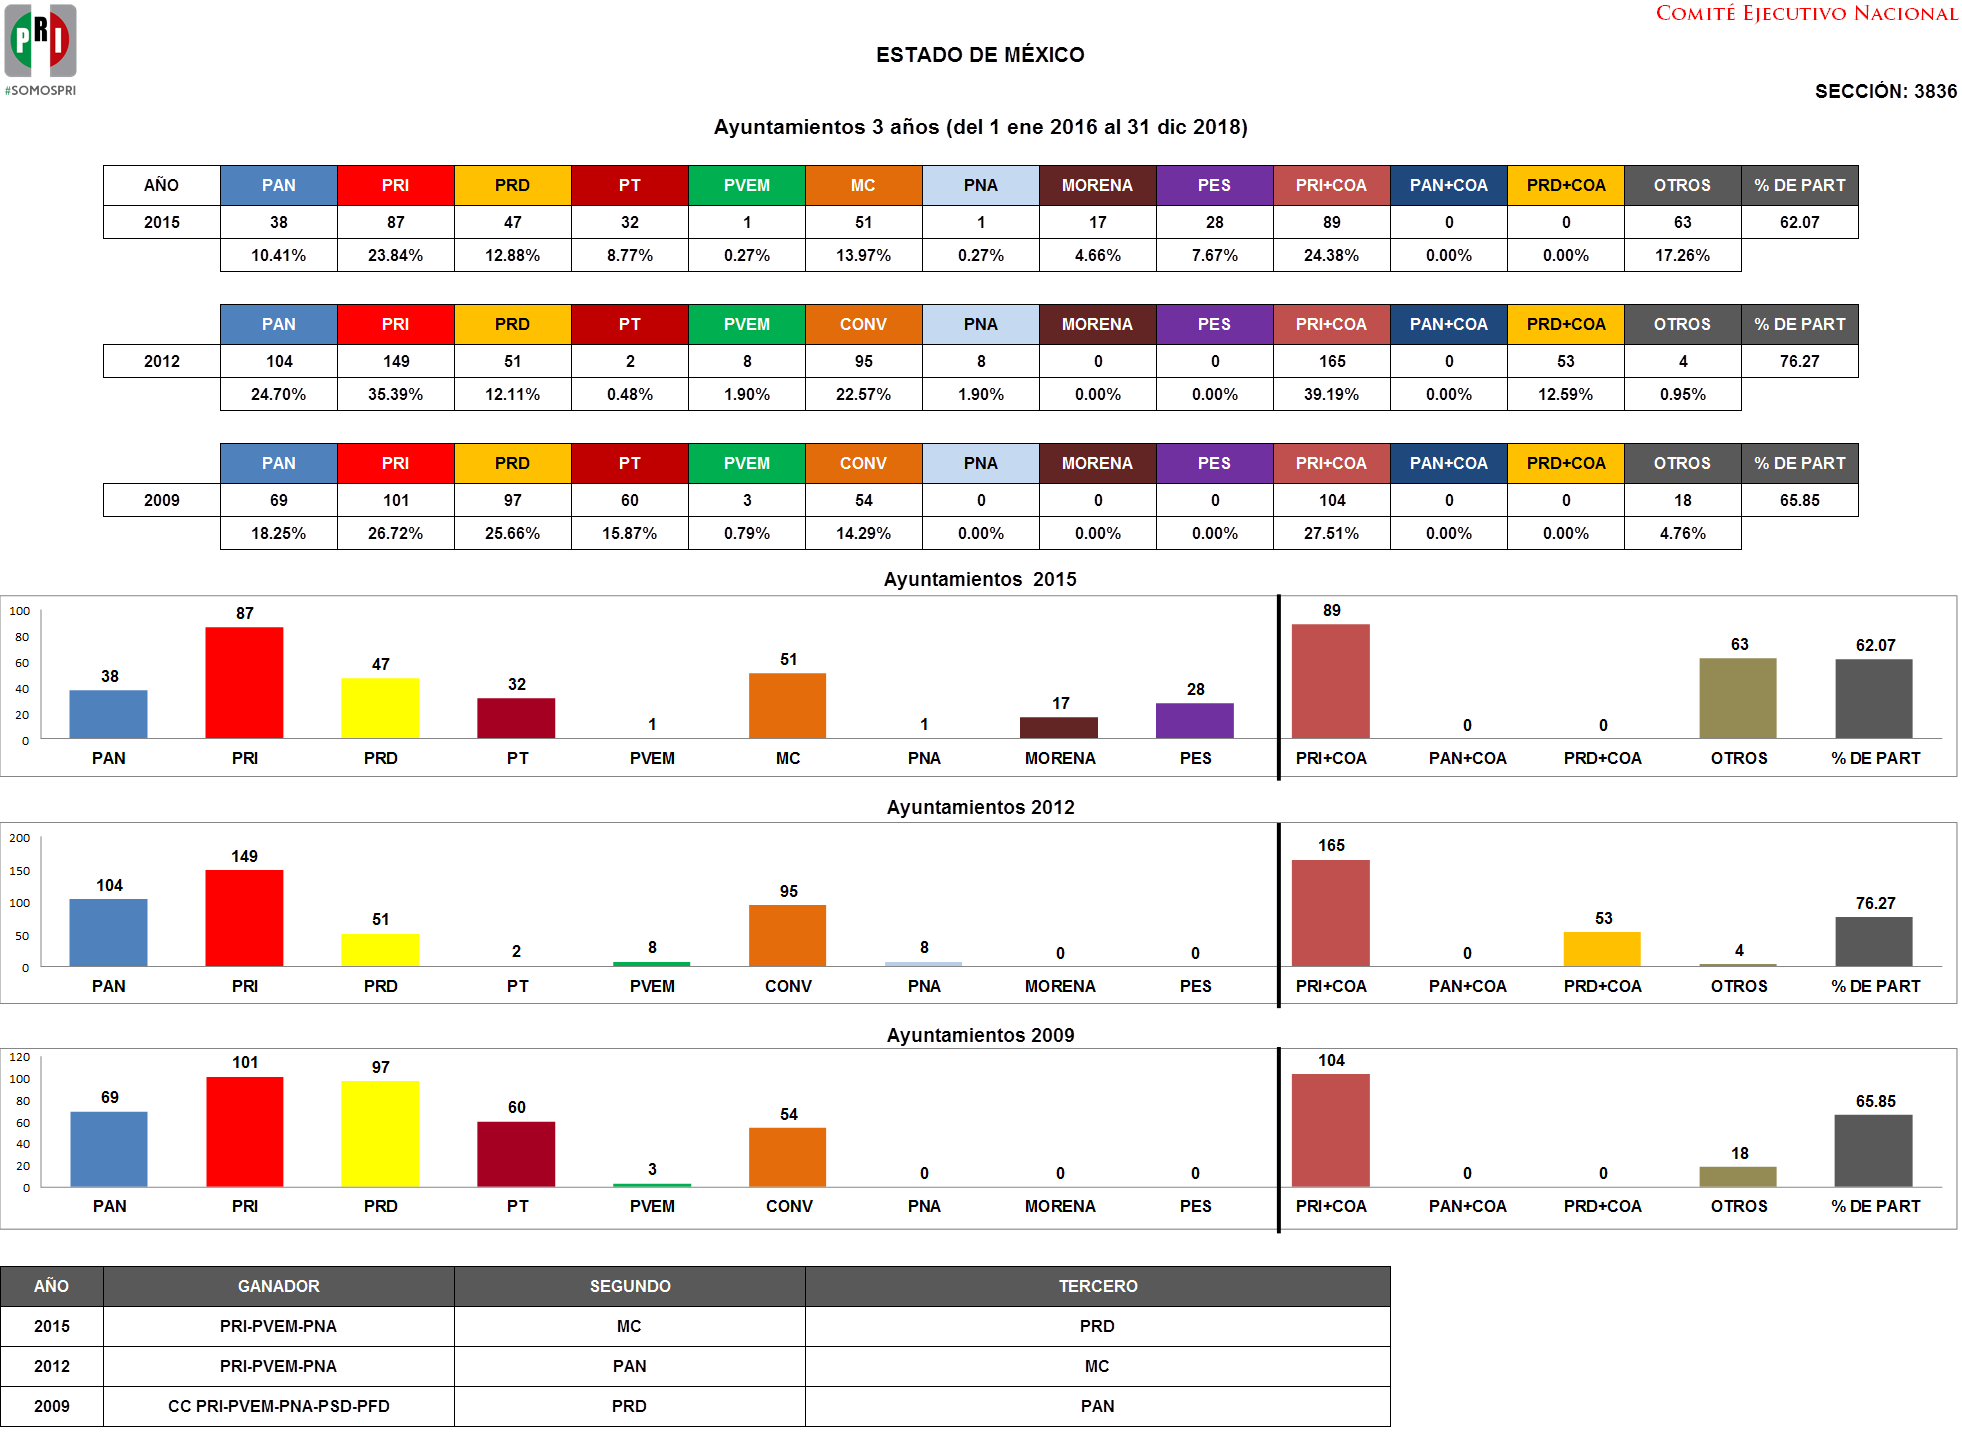 PRI
#SOMOSPRI
COMITÉ EJECUTIVO NACIONAL
ESTADO DE MÉXICO
SECCIÓN: 3836
Ayuntamientos 3 años (del 1 ene 2016 al 31 dic 2018)
AÑO PAN PRI PRD PT PVEM MC PNA MORENA PES PRI+COA PAN+COA PRD+COA OTROS % DE PART
2015 38 87 47 32 1 51 1 17 28 89 0 0 63 62.07
10.41% 23.84% 12.88% 8.77% 0.27% 13.97% 0.27% 4.66% 7.67% 24.38% 0.00% 0.00% 17.26%
PAN PRI PRD PT PVEM CONV PNA MORENA PES PRI+COA PAN+COA PRD+COA OTROS % DE PART
2012 104 149 51 2 8 95 8 0 0 165 0 53 4 76.27
24.70% 35.39% 12.11% 0.48% 1.90% 22.57% 1.90% 0.00% 0.00% 39.19% 0.00% 12.59% 0.95%
PAN PRI PRD PT PVEM CONV PNA MORENA PES PRI+COA PAN+COA PRD+COA OTROS % DE PART
2009 69 101 97 60 3 54 0 0 0 104 0 0 18 65.85
18.25% 26.72% 25.66% 15.87% 0.79% 14.29% 0.00% 0.00% 0.00% 27.51% 0.00% 0.00% 4.76%
Ayuntamientos 2015
100
80
60
40
20
0
38 87 47 32 1 51 1 17 28 89 0 0 63 62.07
PAN PRI PRD PT PVEM MC PNA MORENA PES PRI+COA PAN+COA PRD+COA OTROS % DE PART
Ayuntamientos 2012
200
150
100
50
0
104 149 51 2 8 95 8 0 0 165 0 53 4 76.27
PAN PRI PRD PT PVEM CONV PNA MORENA PES PRI+COA PAN+COA PRD+COA OTROS % DE PART
Ayuntamientos 2009
120
100
80
60
40
20
0
69 101 97 60 3 54 0 0 0 104 0 0 18 65.85
PAN PRI PRD PT PVEM CONV PNA MORENA PES PRI+COA PAN+COA PRD+COA OTROS % DE PART
AÑO GANADOR SEGUNDO TERCERO
2015 PRI-PVEM-PNA MC PRD
2012 PRI-PVEM-PNA PAN MC
2009 CC PRI-PVEM-PNA-PSD-PFD PRD PAN